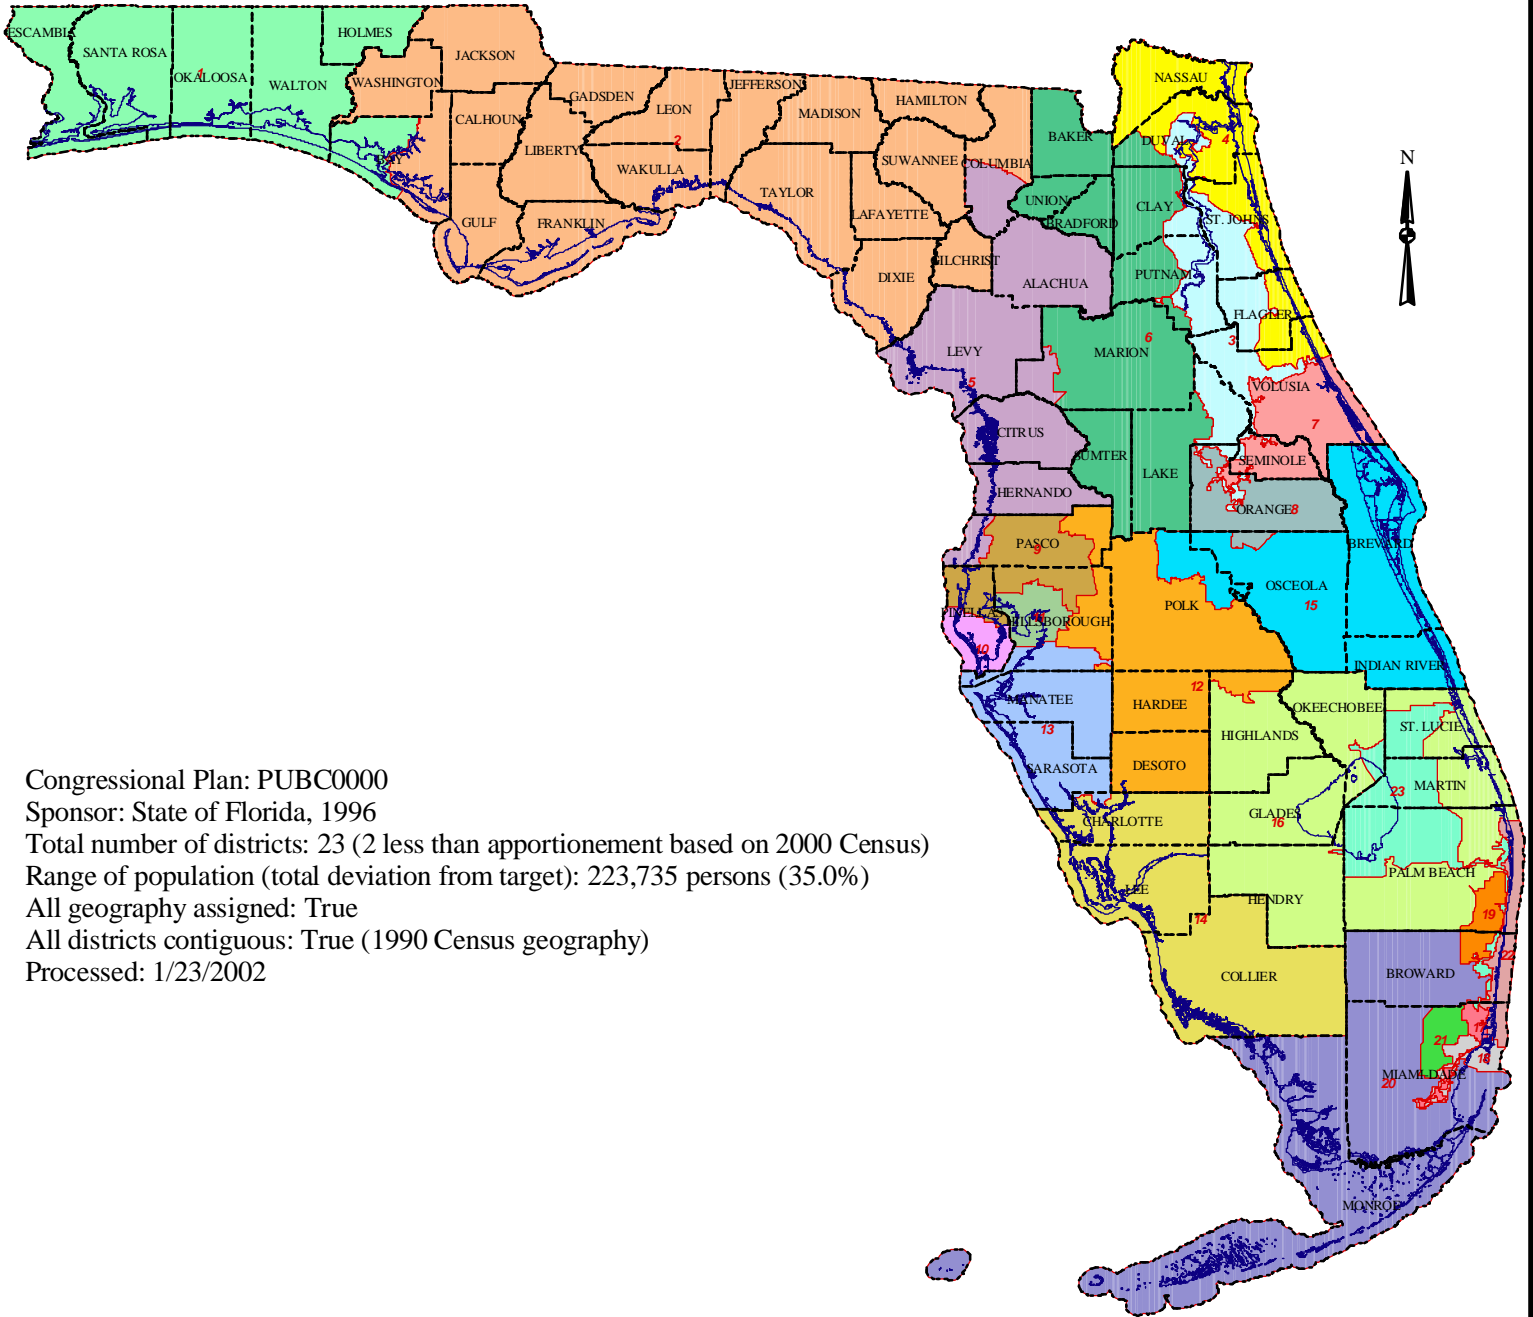 ESCAMBIA
SANTA ROSA
OKALOOSA
1
WALTON
HOLMES
WASHINGTON
JACKSON
BAY
CALHOUN
GULF
GADSDEN
LIBERTY
FRANKLIN
LEON
2
WAKULLA
JEFFERSON
MADISON
TAYLOR
HAMILTON
SUWANNEE
LAFAYETTE
DIXIE
COLUMBIA
GILCHRIST
BAKER
UNION
BRADFORD
ALACHUA
NASSAU
DUVAL
4
CLAY
ST. JOHNS
PUTNAM
FLAGLER
3
N
LEVY
5
MARION
6
VOLUSIA
7
CITRUS
SUMTER
LAKE
SEMINOLE
HERNANDO
ORANGE
8
PASCO
9
BREVARD
OSCEOLA
15
POLK
PINELLAS
HILLSBOROUGH
11
10
INDIAN RIVER
MANATEE
13
HARDEE
12
HIGHLANDS
OKEECHOBEE
ST. LUCIE
SARASOTA
DESOTO
MARTIN
23
CHARLOTTE
GLADES
16
PALM BEACH
LEE
14
HENDRY
19
COLLIER
BROWARD
22
17
21
18
MIAMI-DADE
20
MONROE
Congressional Plan: PUBC0000
Sponsor: State of Florida, 1996
Total number of districts: 23 (2 less than apportionement based on 2000 Census)
Range of population (total deviation from target): 223,735 persons (35.0%)
All geography assigned: True
All districts contiguous: True (1990 Census geography)
Processed: 1/23/2002